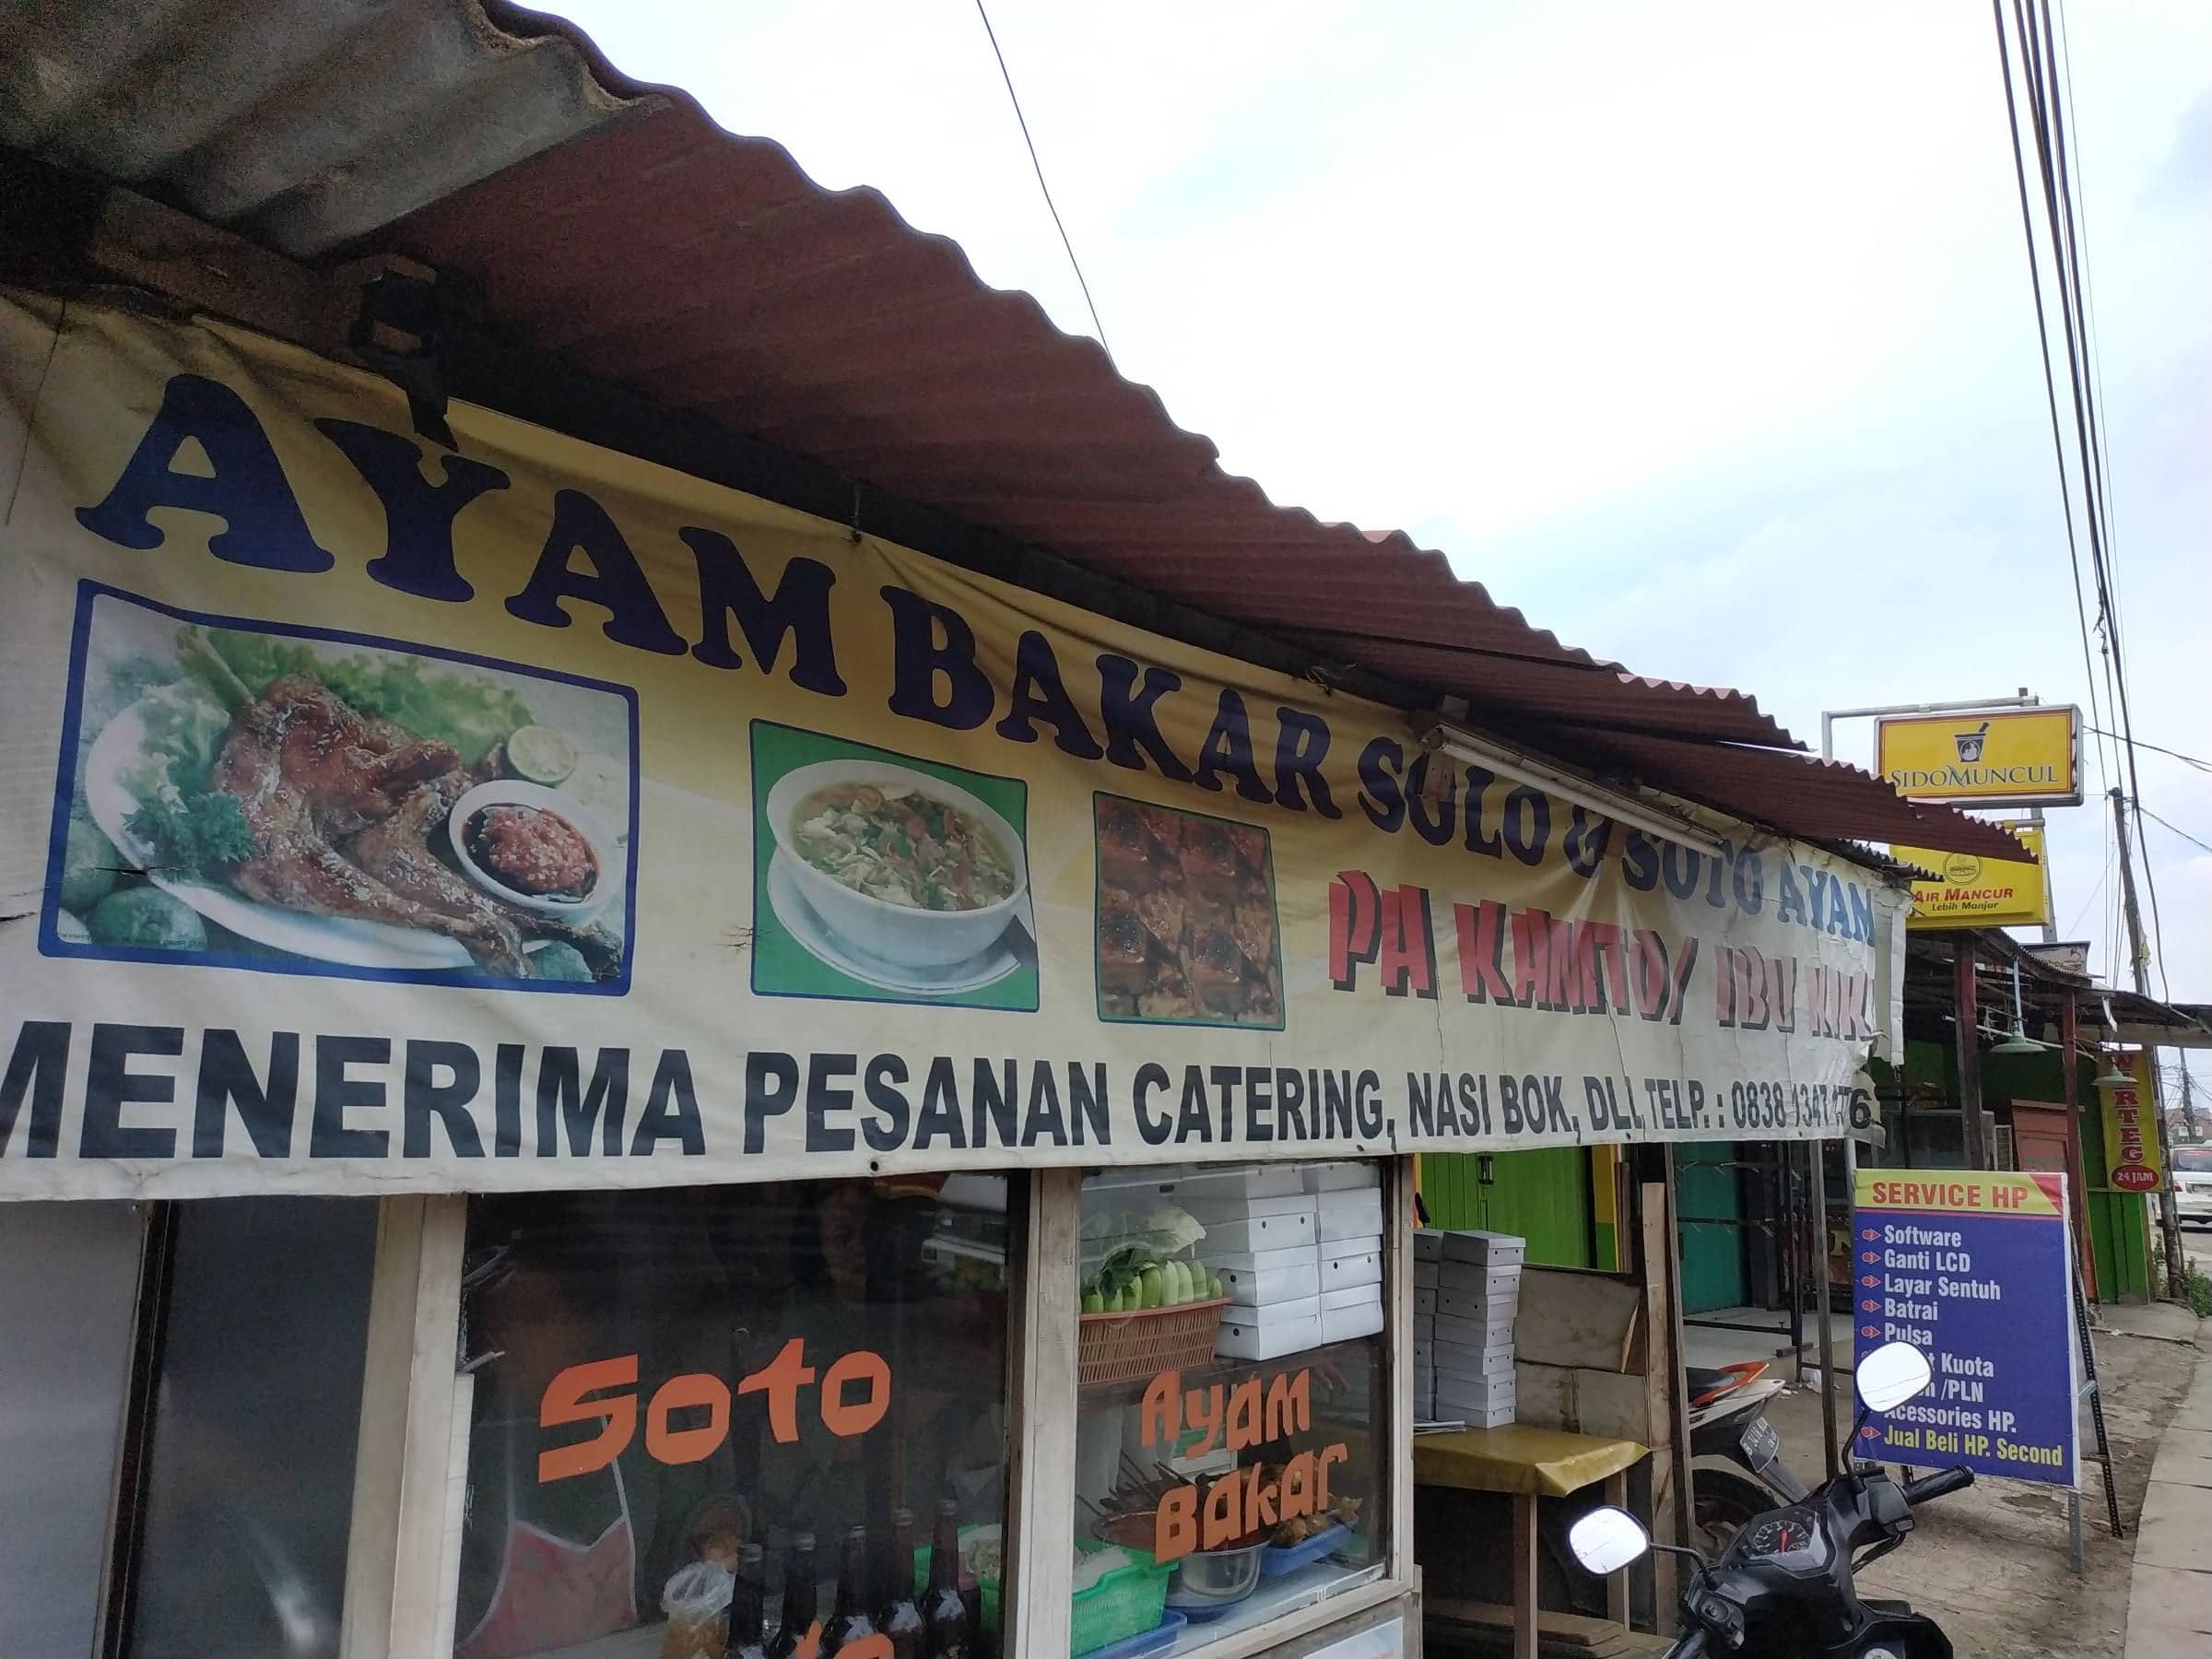 AYAM BAKAR SOLO & SOTO AYAM
PA KAMTO/ IBU
MENERIMA PESANAN CATERING, NASI BOK, DLL TELP. : 0838
Soto
Ayam
Bakar
SIDOMUNCUL
AIR MANCUR
Lebih Manjur
WARTEG
24 JAM
SERVICE HP
Software
Ganti LCD
Layar Sentuh
Batrai
Pulsa
Kuota
/PLN
Acessories HP.
Jual Beli HP. Second